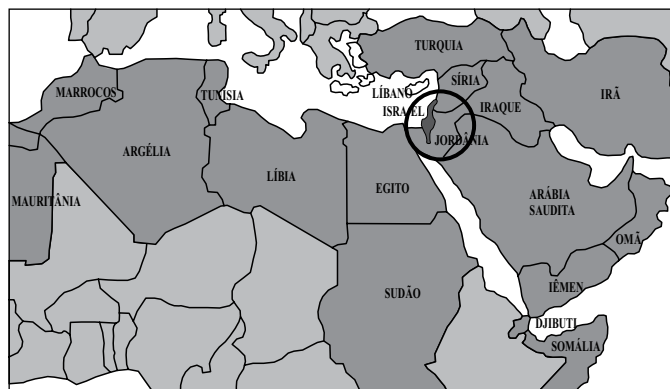 TURQUIA
MARROCOS
TUNÍSIA
LÍBANO
SÍRIA
IRAQUE
IRÃ
ISRAEL
JORDÂNIA
ARGÉLIA
LÍBIA
EGITO
MAURITÂNIA
ARÁBIA
SAUDITA
OMÃ
SUDÃO
IÊMEN
DJIBUTI
SOMÁLIA